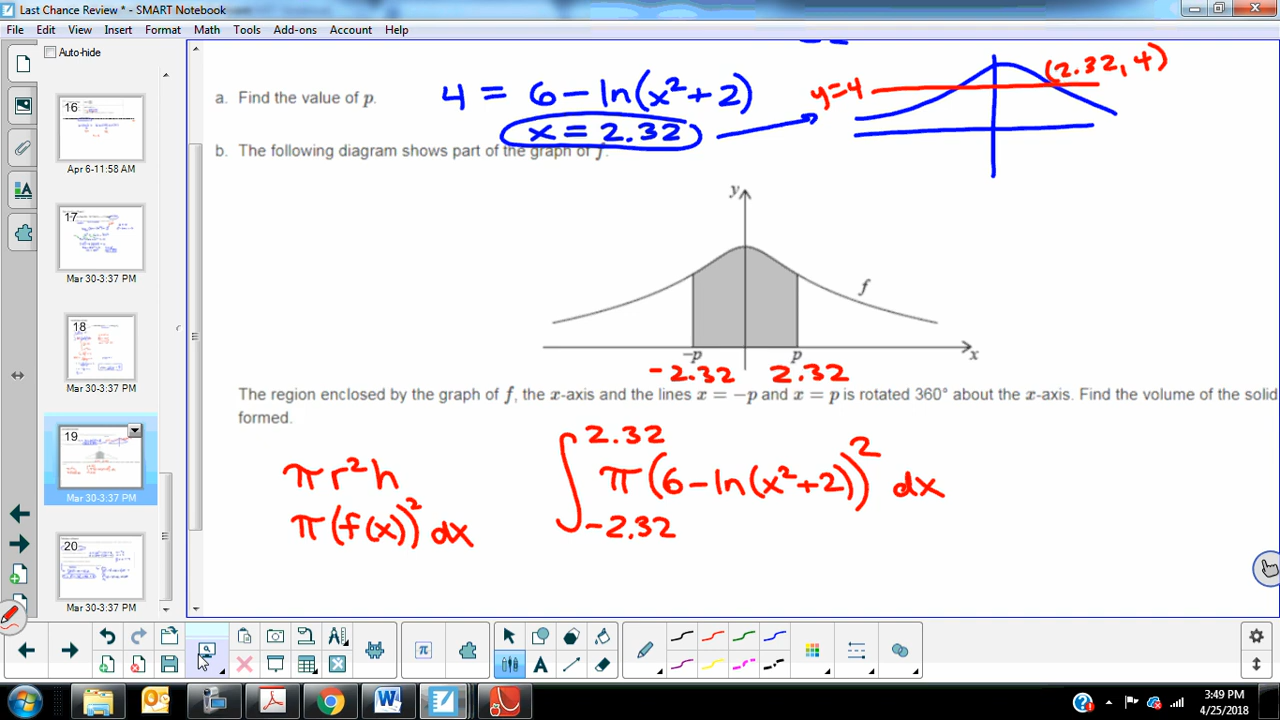 Last Chance Review * - SMART Notebook
File Edit View Insert Format Math Tools Add-ons Account Help
Auto-hide
16
Apr 6-11:58 AM
17
Mar 30-3:37 PM
18
Mar 30-3:37 PM
19
Mar 30-3:37 PM
20
Mar 30-3:37 PM
a. Find the value of p.
4 = 6 – ln(x²+2)
x = 2.32
y=4
(2.32, 4)
b. The following diagram shows part of the graph of f.
y
f
x
–p p
-2.32 2.32
The region enclosed by the graph of f, the x-axis and the lines x = −p and x = p is rotated 360° about the x-axis. Find the volume of the solid
formed.
πr²h
π(f(x))² dx
∫ 2.32
π(6–ln(x²+2))² dx
-2.32
π
A
W
3:49 PM
4/25/2018